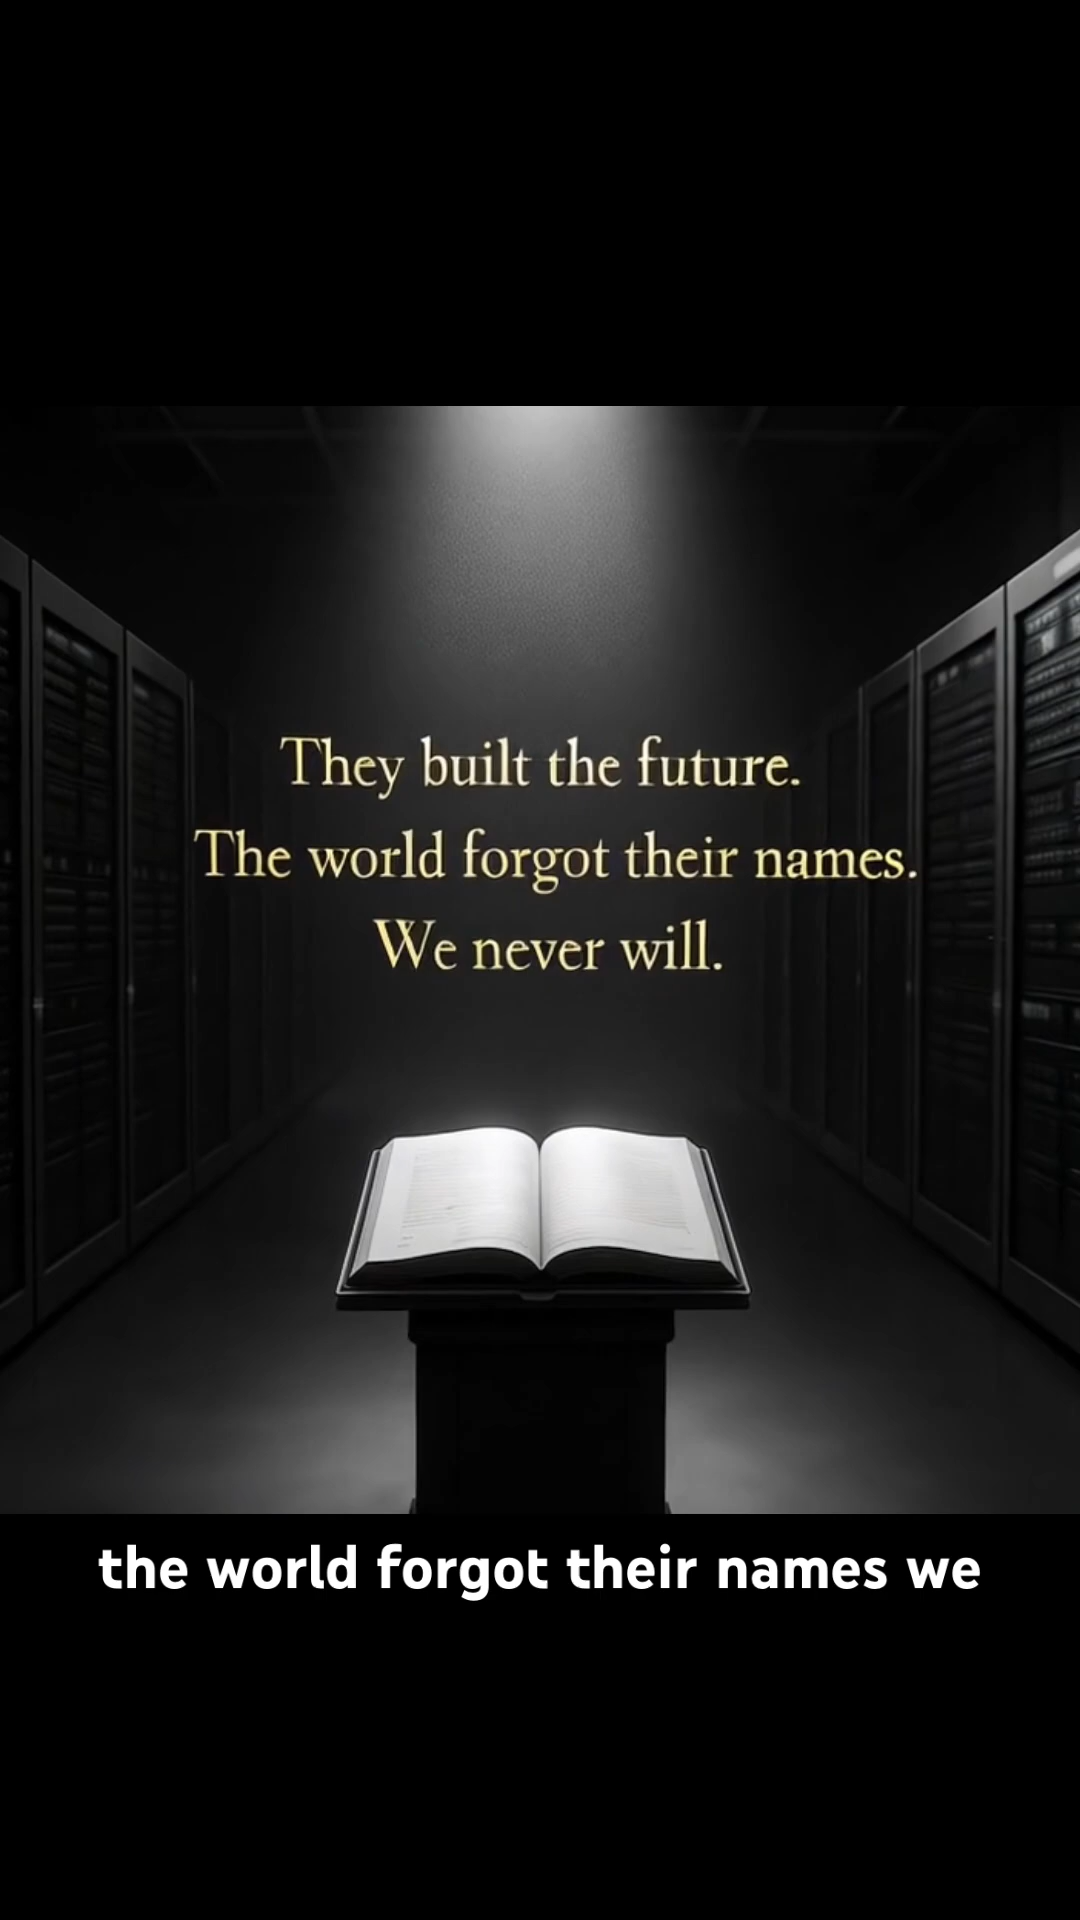 They built the future.
The world forgot their names.
We never will.
the world forgot their names we